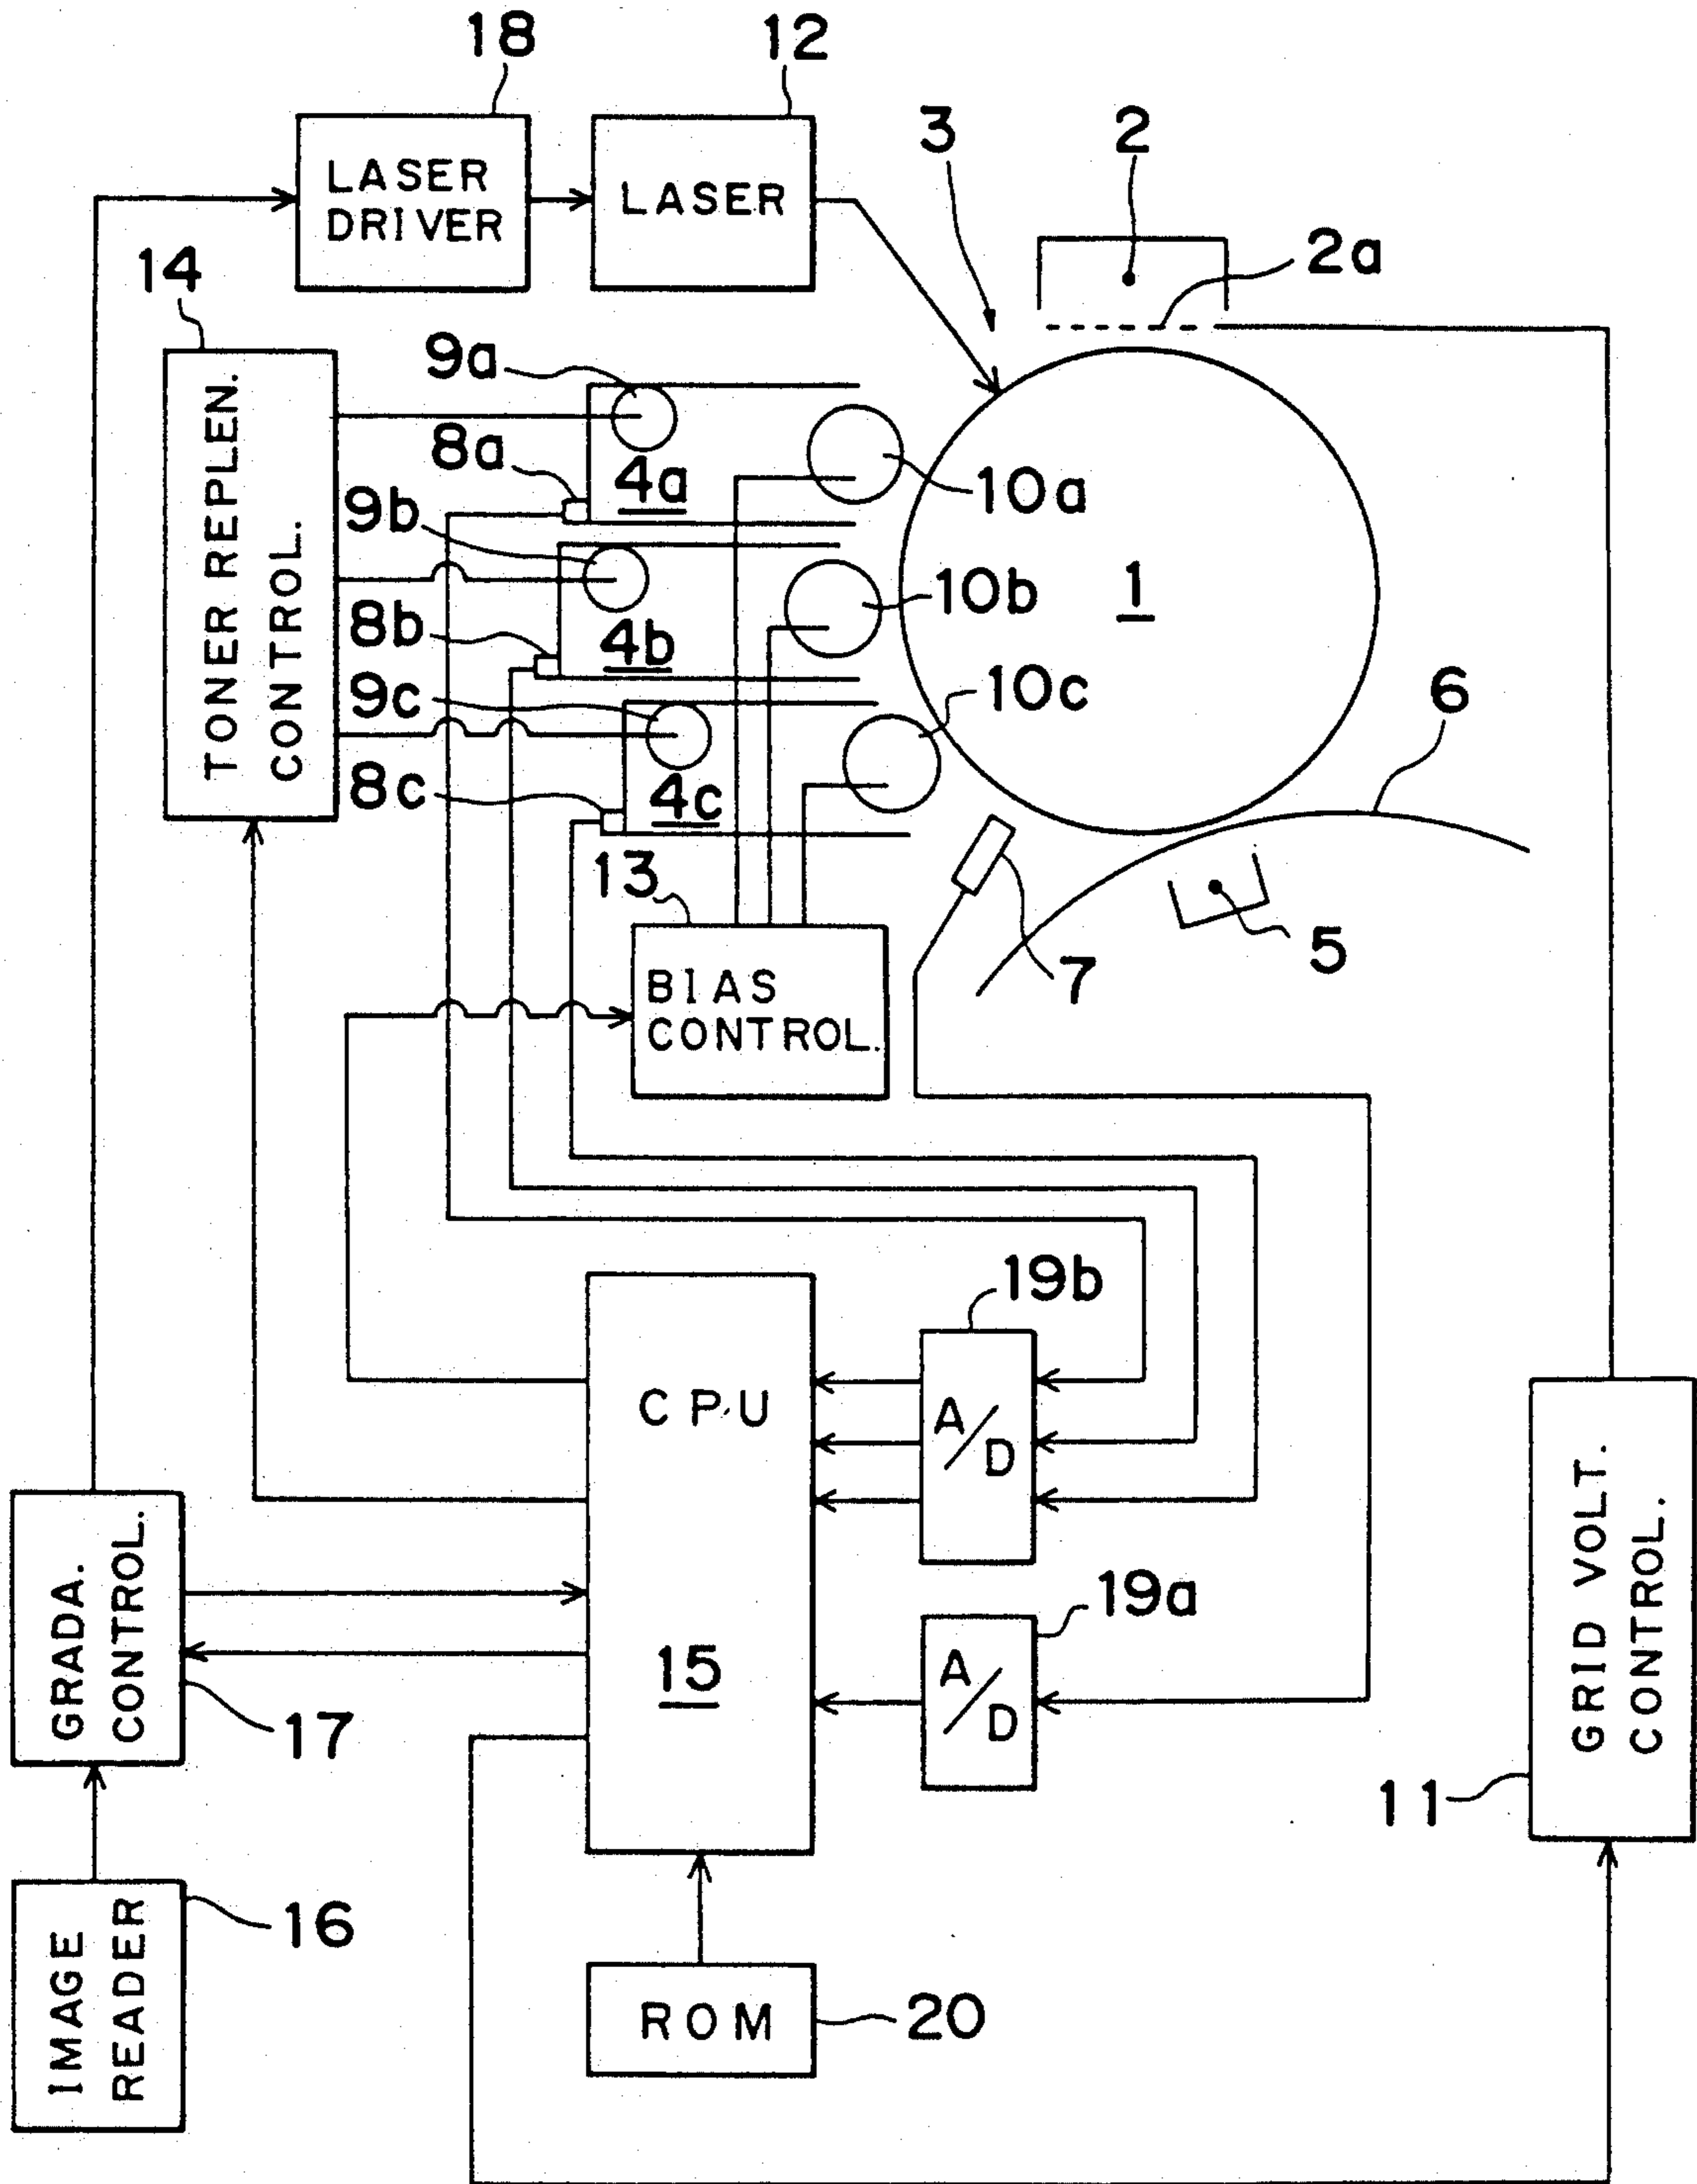 18
12
3
2
LASER
DRIVER
LASER
2a
14
9a
TONER REPLEN.
CONTROL.
8a
4a
10a
9b
10b
1
8b
4b
9c
10c
6
8c
4c
13
7
5
BIAS
CONTROL.
19b
CPU
A/D
GRADA.
CONTROL.
19a
15
A/D
GRID VOLT.
CONTROL.
17
11
IMAGE
READER
16
ROM
20